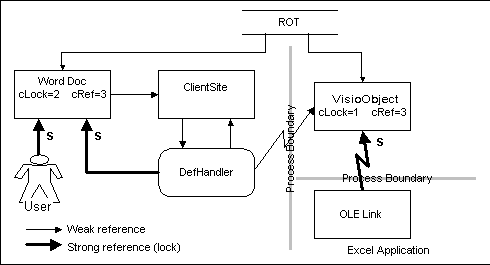 ROT
Word Doc
cLock=2 cRef=3
ClientSite
VisioObject
cLock=1 cRef=3
S
S
S
DefHandler
Process Boundary
Process Boundary
User
OLE Link
Weak reference
Strong reference (lock)
Excel Application